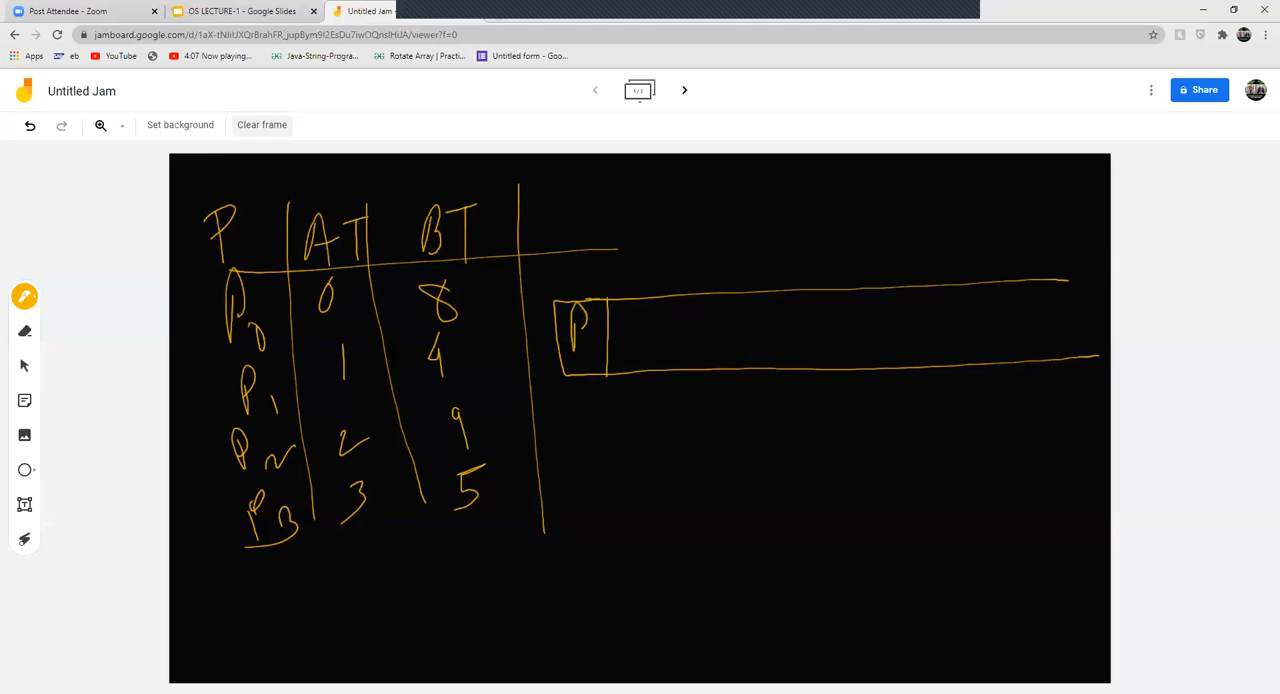 Post Attendee - Zoom
OS LECTURE-1 - Google Slides
Untitled Jam -
jamboard.google.com/d/1aX-tNIiUXQrBrahFR_jupBym9I2EsDu7iwOQnsIHiJA/viewer?f=0
Apps
eb
YouTube
4:07 Now playing...
Java-String-Progra...
Rotate Array | Practi...
Untitled form - Goo...
Untitled Jam
1/1
Share
Set background
Clear frame
P AT BT
P0 0 8
P1 1 4
P2 2 9
P3 3 5
P